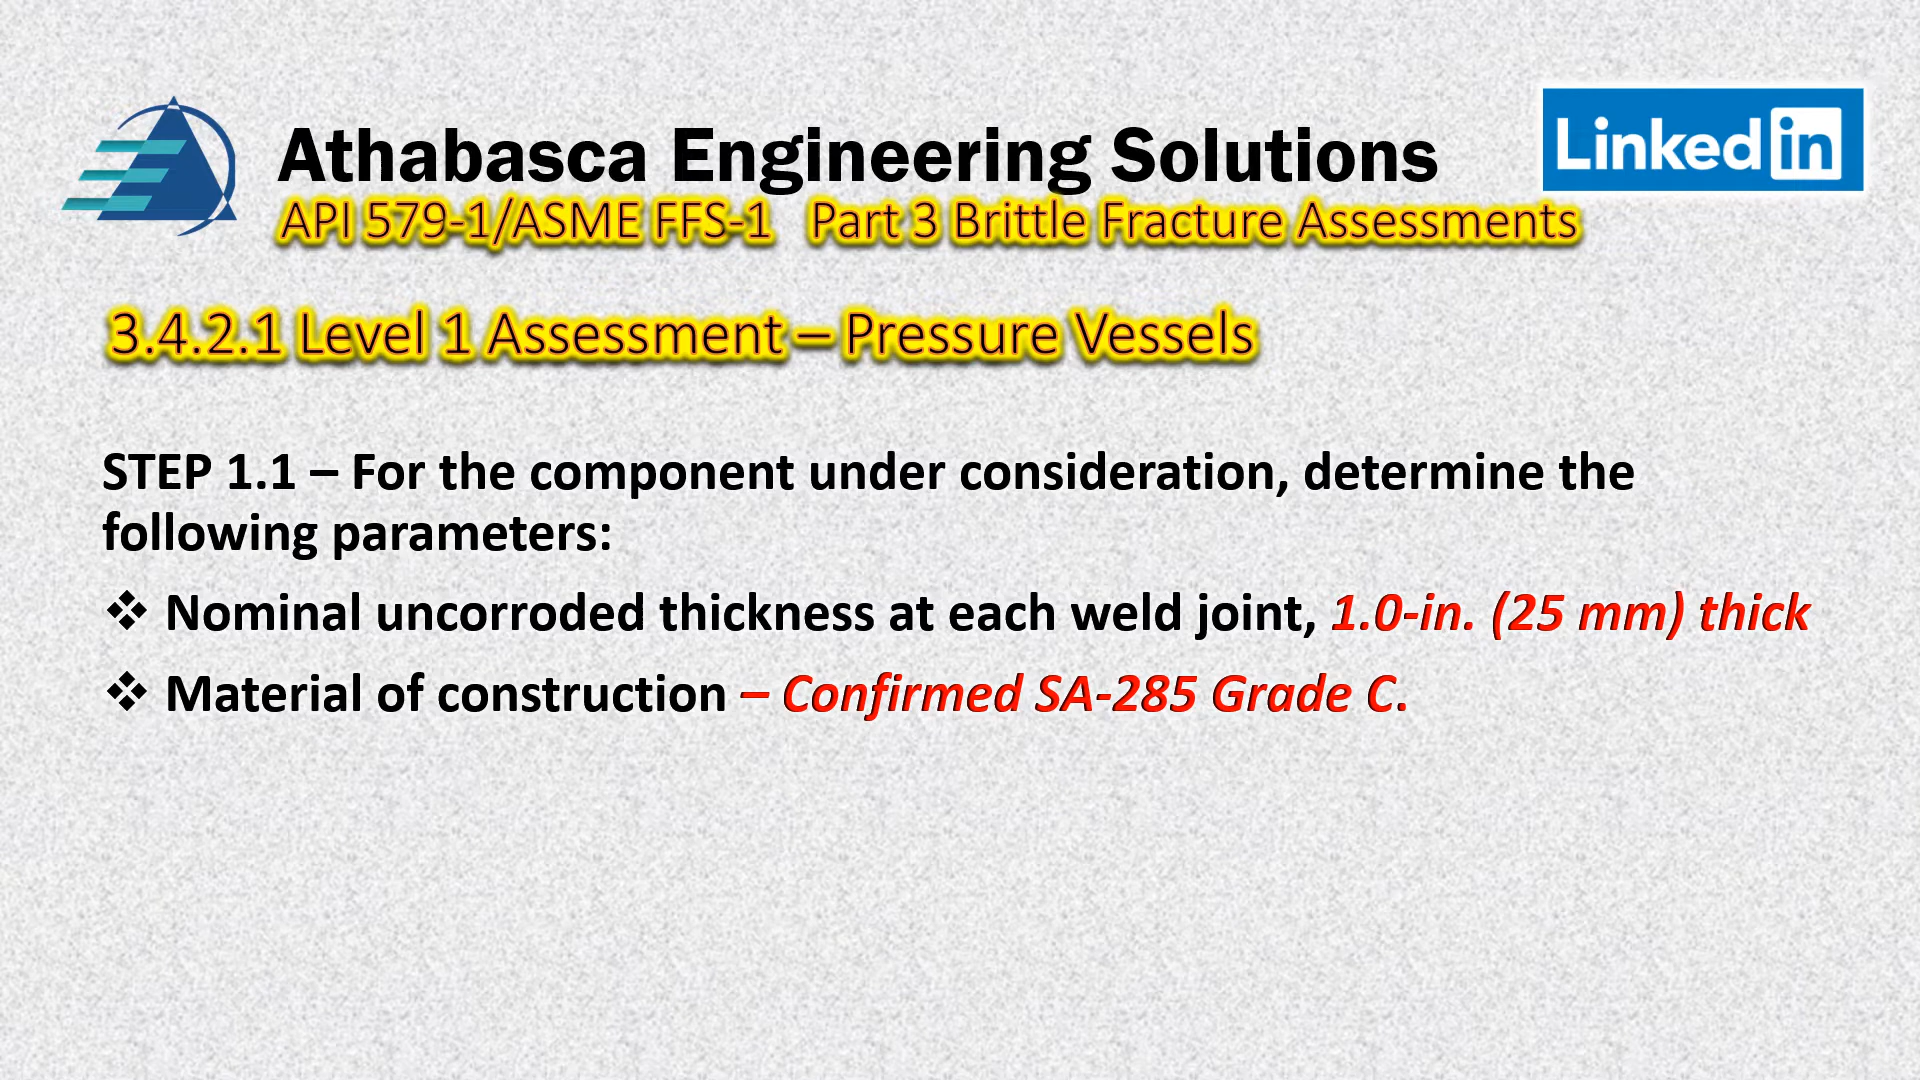 Athabasca Engineering Solutions
Linked in
API 579-1/ASME FFS-1 Part 3 Brittle Fracture Assessments
3.4.2.1 Level 1 Assessment – Pressure Vessels
STEP 1.1 – For the component under consideration, determine the
following parameters:
❖ Nominal uncorroded thickness at each weld joint, 1.0-in. (25 mm) thick
❖ Material of construction – Confirmed SA-285 Grade C.